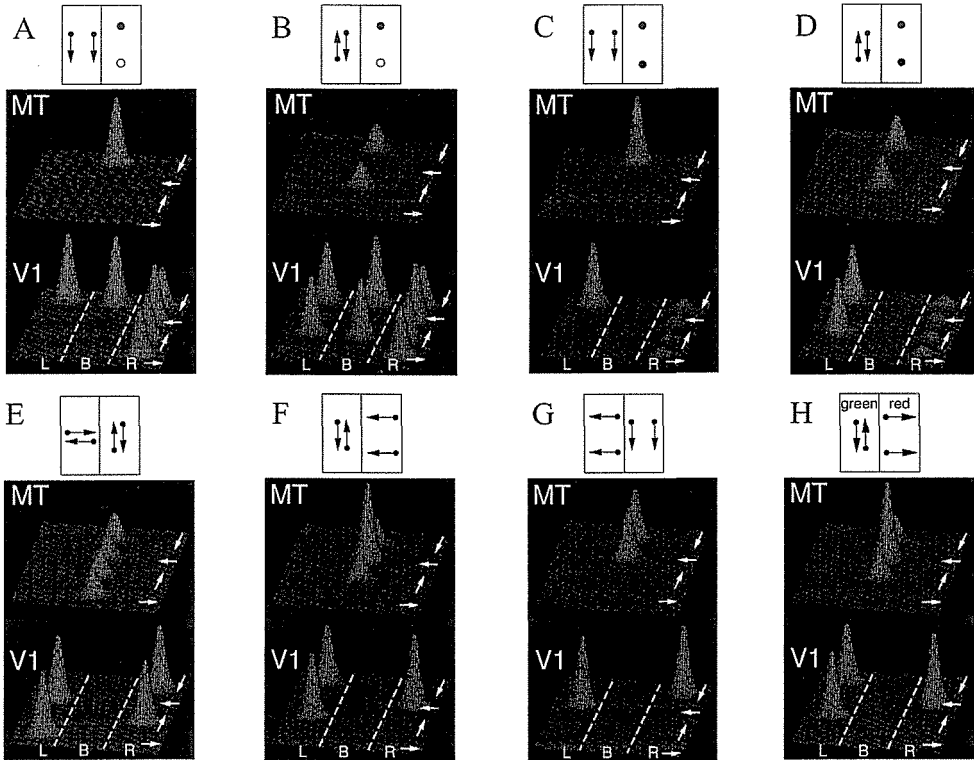 A B C D
MT MT MT MT
V1 V1 V1 V1
L B R L B R L B R L B R
E F G H
green red
MT MT MT MT
V1 V1 V1 V1
L B R L B R L B R L B R